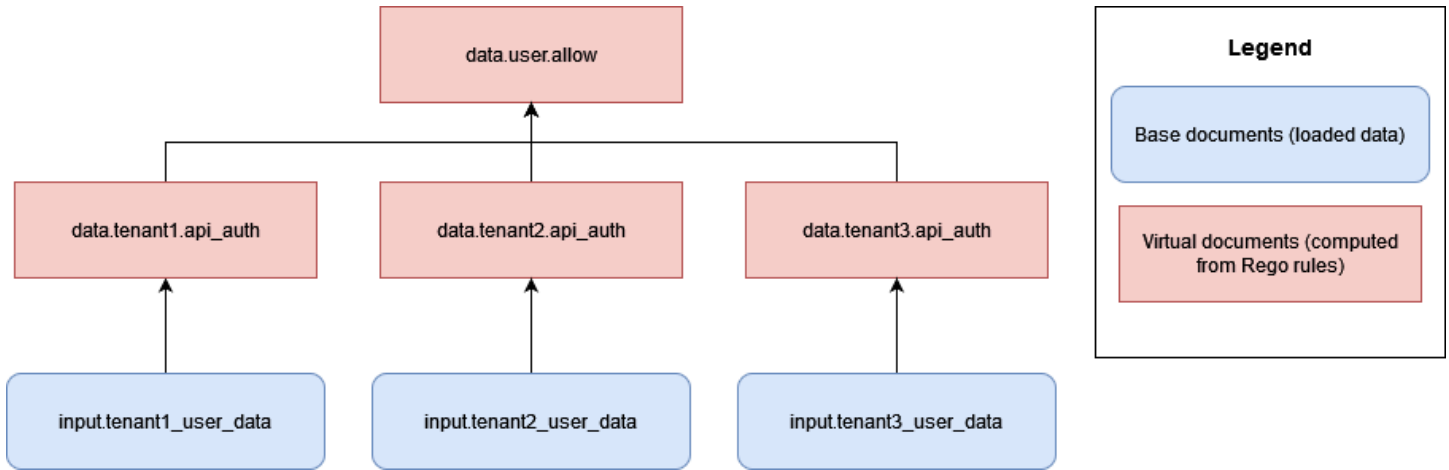 data.user.allow
data.tenant1.api_auth
data.tenant2.api_auth
data.tenant3.api_auth
input.tenant1_user_data
input.tenant2_user_data
input.tenant3_user_data
Legend
Base documents (loaded data)
Virtual documents (computed
from Rego rules)